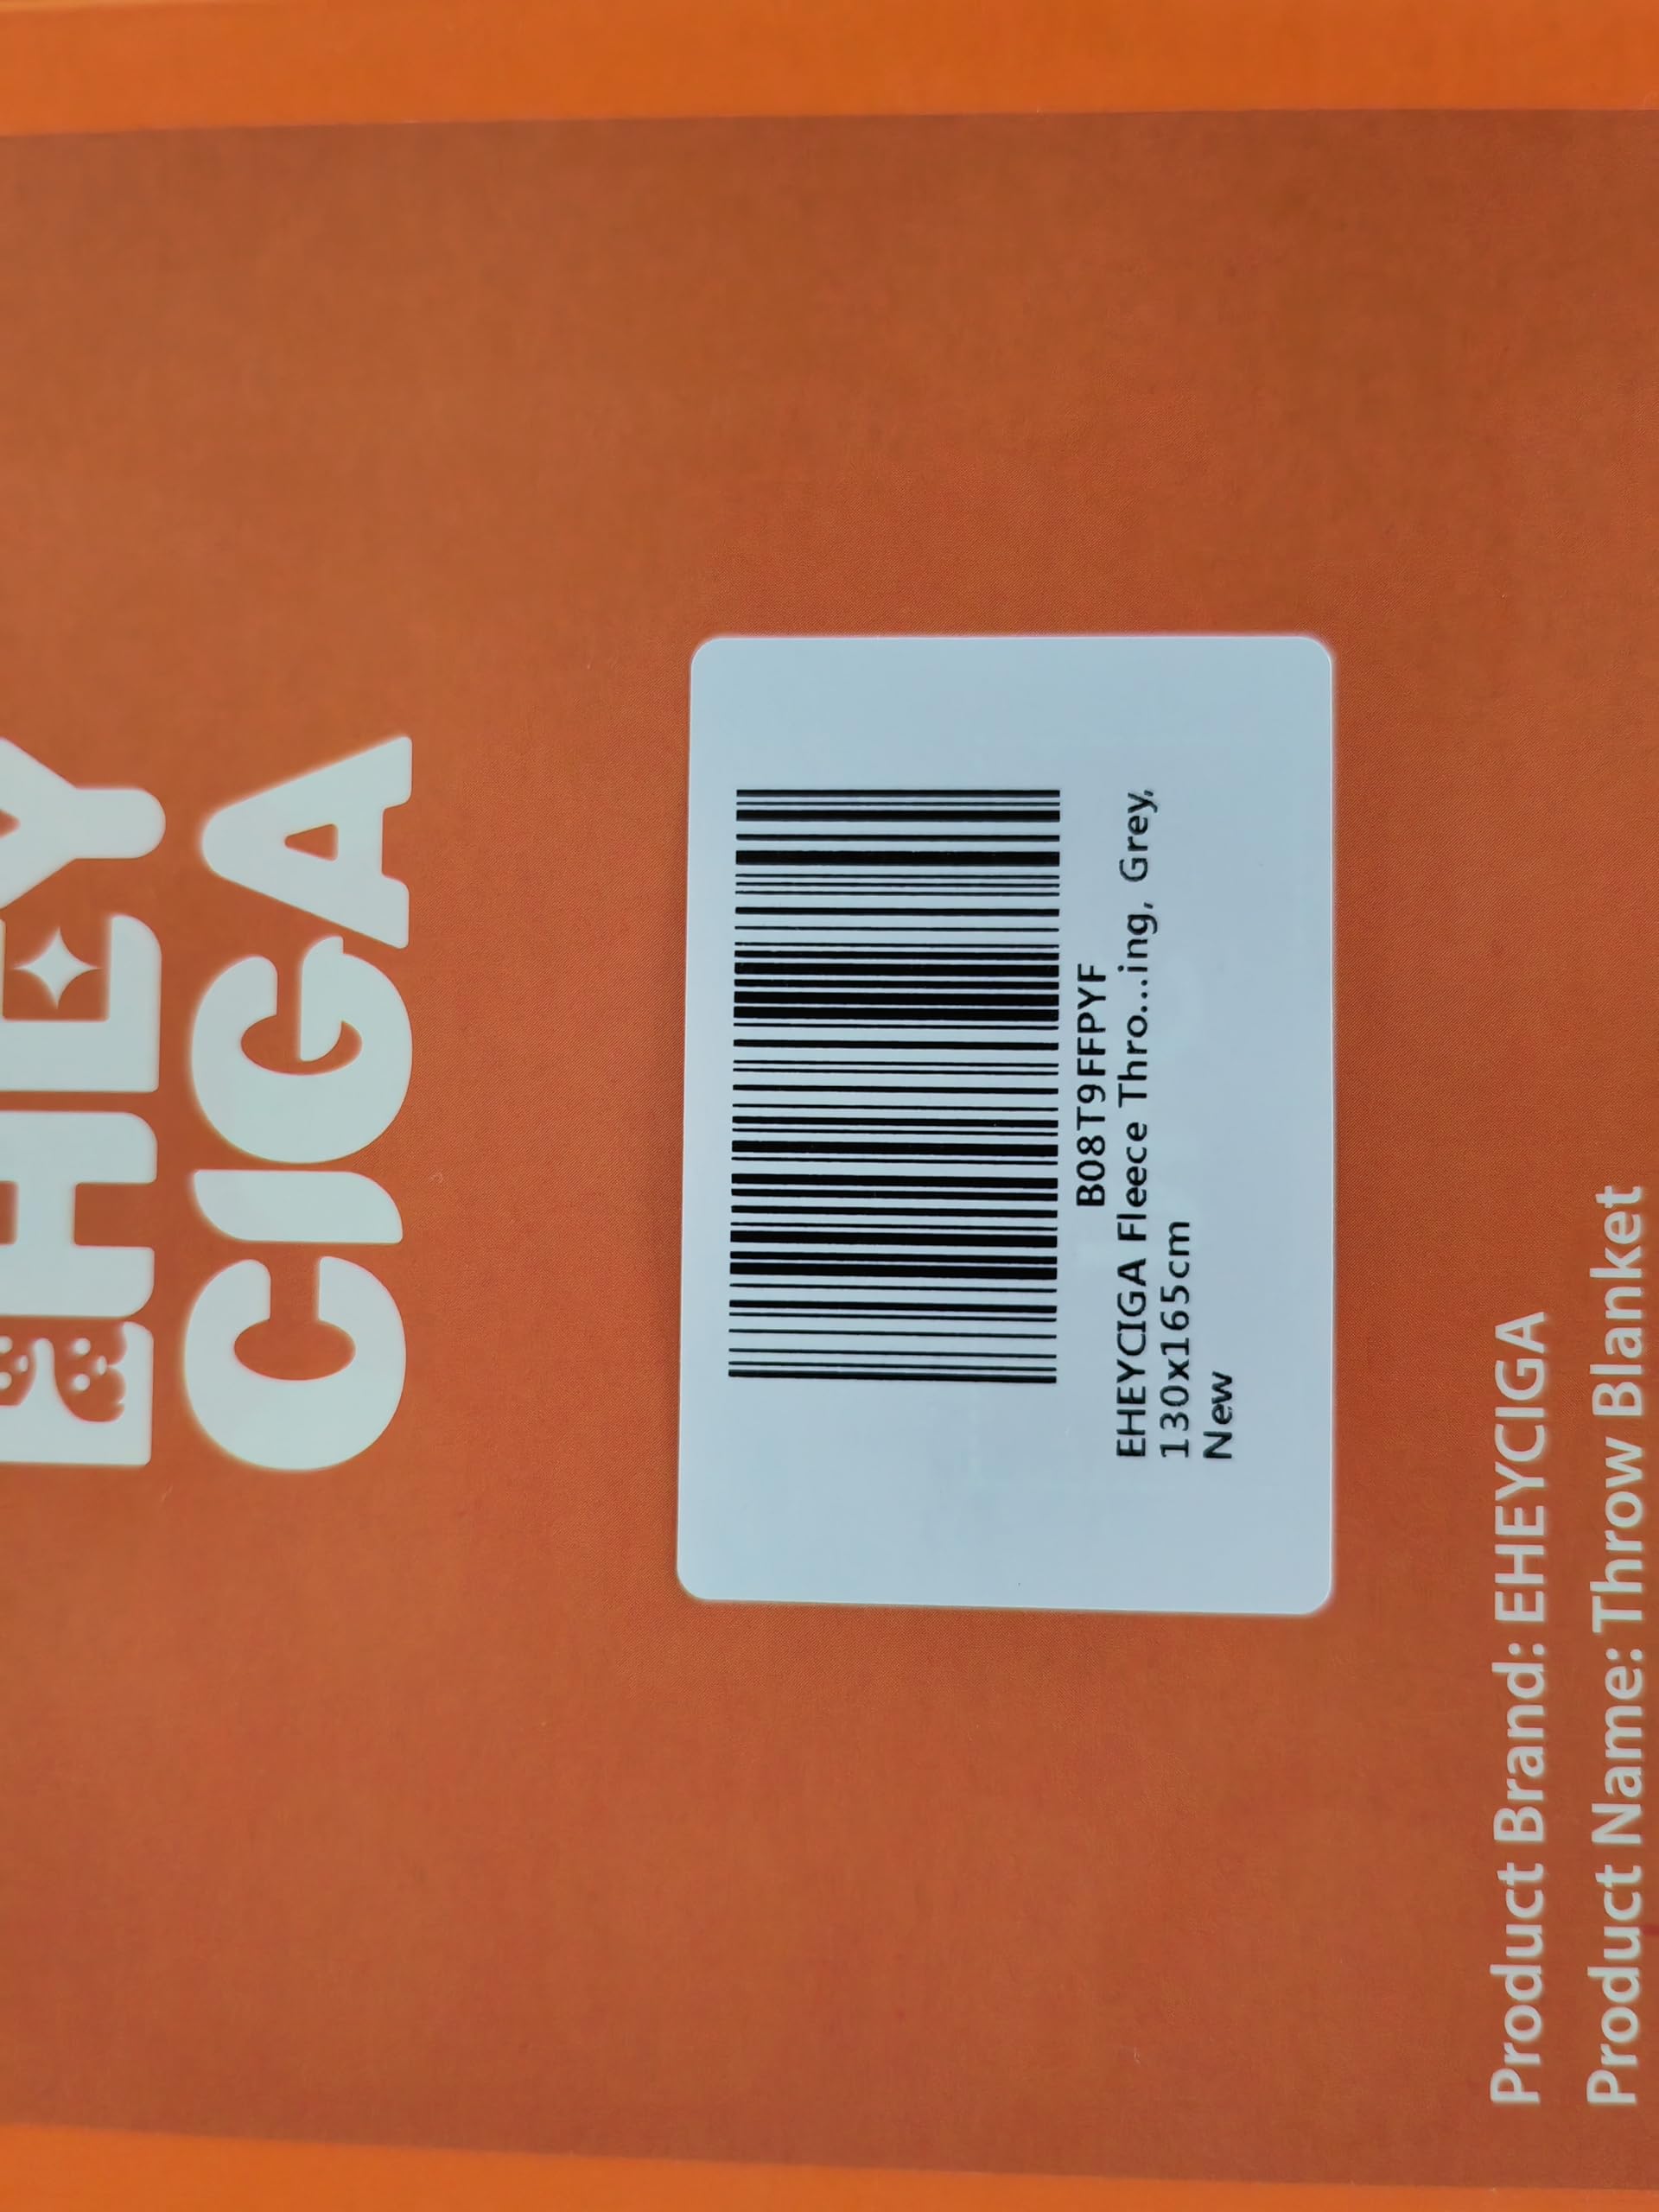 EHEY
CIGA
B08T9FFPYF
EHEYCIGA Fleece Thro...ing, Grey,
130x165cm
New
Product Brand: EHEYCIGA
Product Name: Throw Blanket